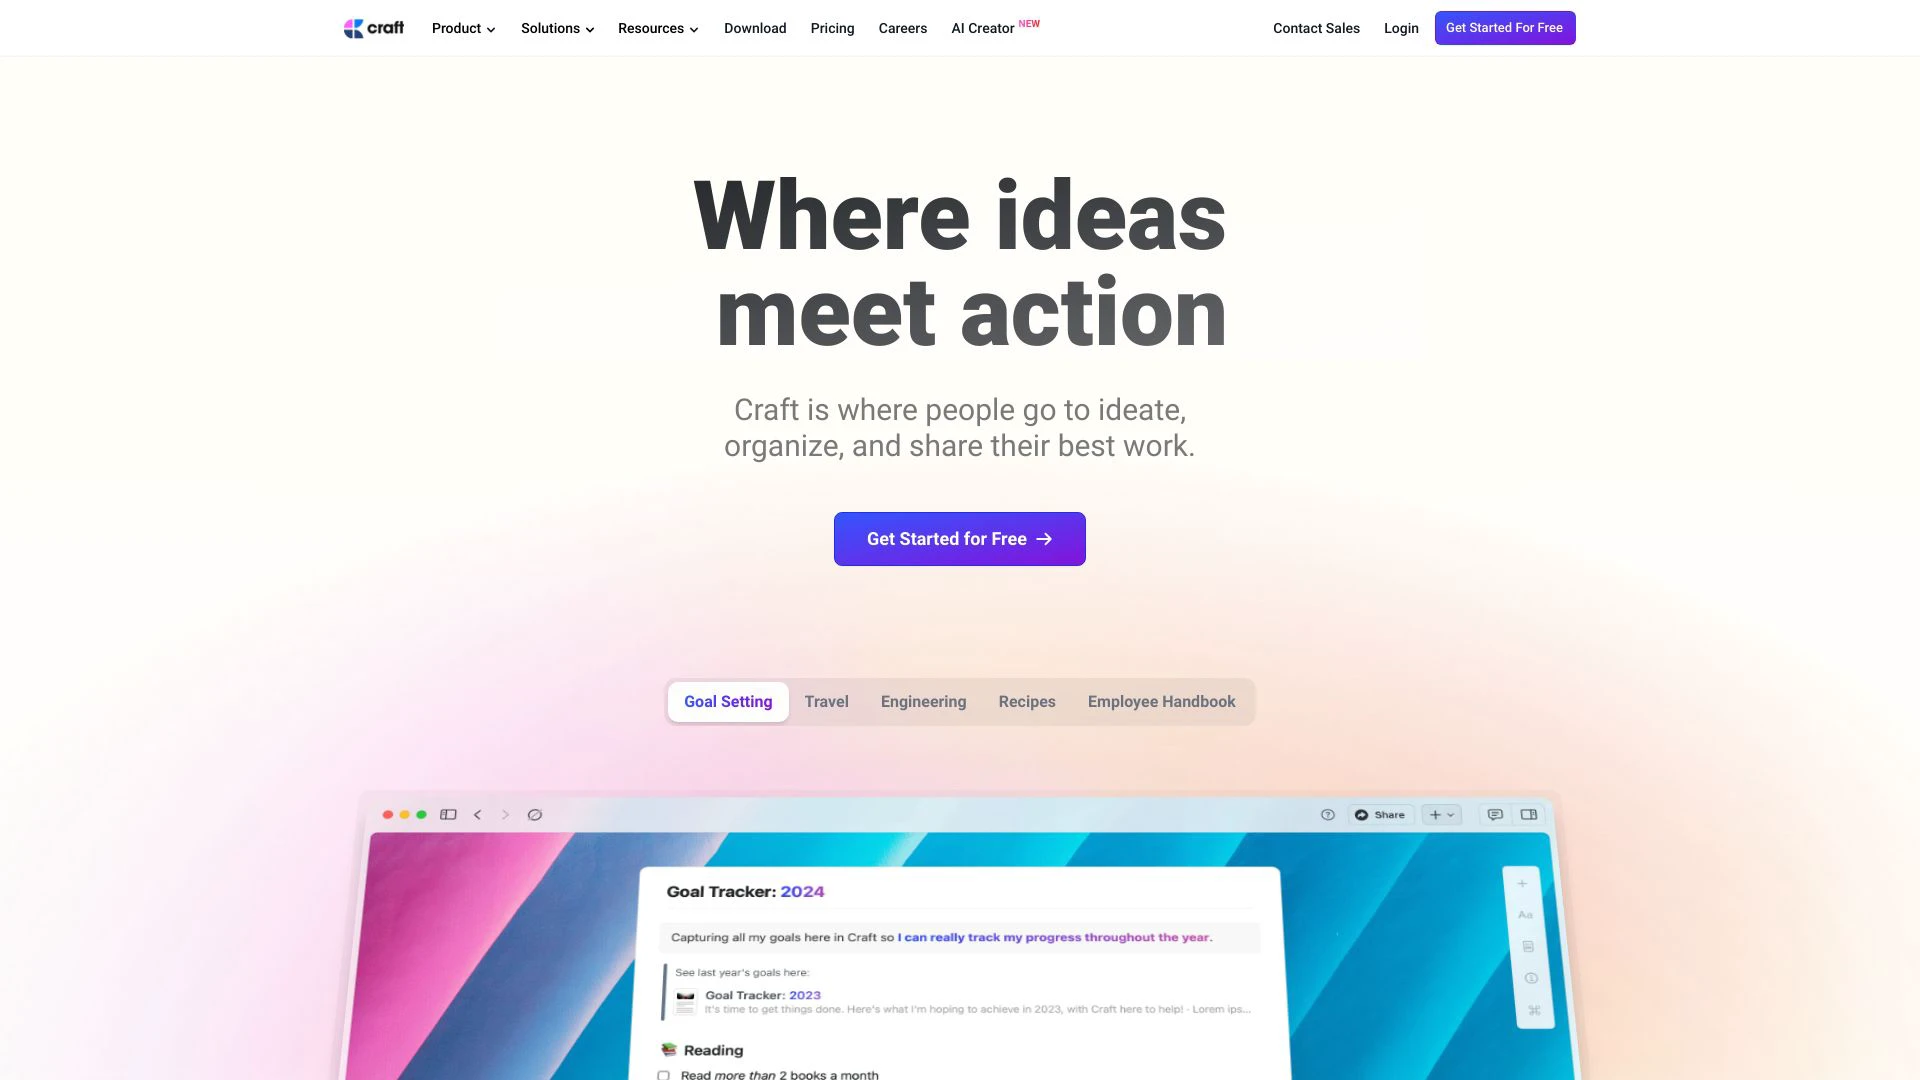 craft
Product
Solutions
Resources
Download
Pricing
Careers
AI Creator NEW
Contact Sales
Login
Get Started For Free
Where ideas
meet action
Craft is where people go to ideate,
organize, and share their best work.
Get Started for Free →
Goal Setting
Travel
Engineering
Recipes
Employee Handbook
Share
Goal Tracker: 2024
Capturing all my goals here in Craft so I can really track my progress throughout the year.
See last year's goals here:
Goal Tracker: 2023
It's time to get things done. Here's what I'm hoping to achieve in 2023, with Craft here to help! - Lorem ips...
Aa
Reading
Read more than 2 books a month